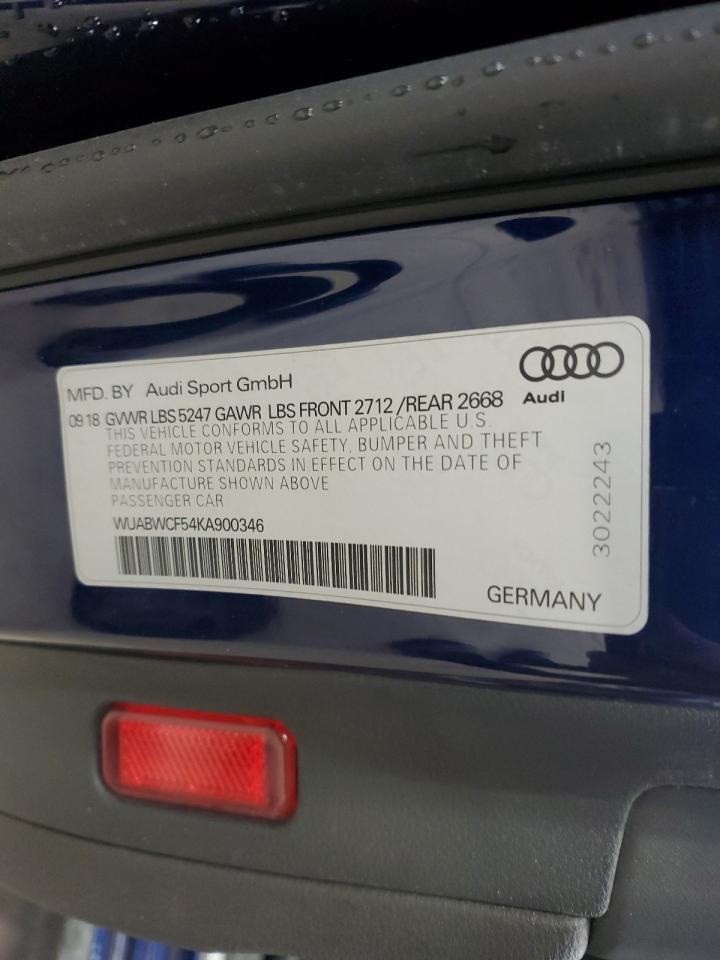 MFD. BY Audi Sport GmbH
Audi
09 18 GVWR LBS 5247 GAWR LBS FRONT 2712 /REAR 2668
THIS VEHICLE CONFORMS TO ALL APPLICABLE U.S.
FEDERAL MOTOR VEHICLE SAFETY, BUMPER AND THEFT
PREVENTION STANDARDS IN EFFECT ON THE DATE OF
MANUFACTURE SHOWN ABOVE
PASSENGER CAR
WUABWCF54KA900346
3022243
GERMANY